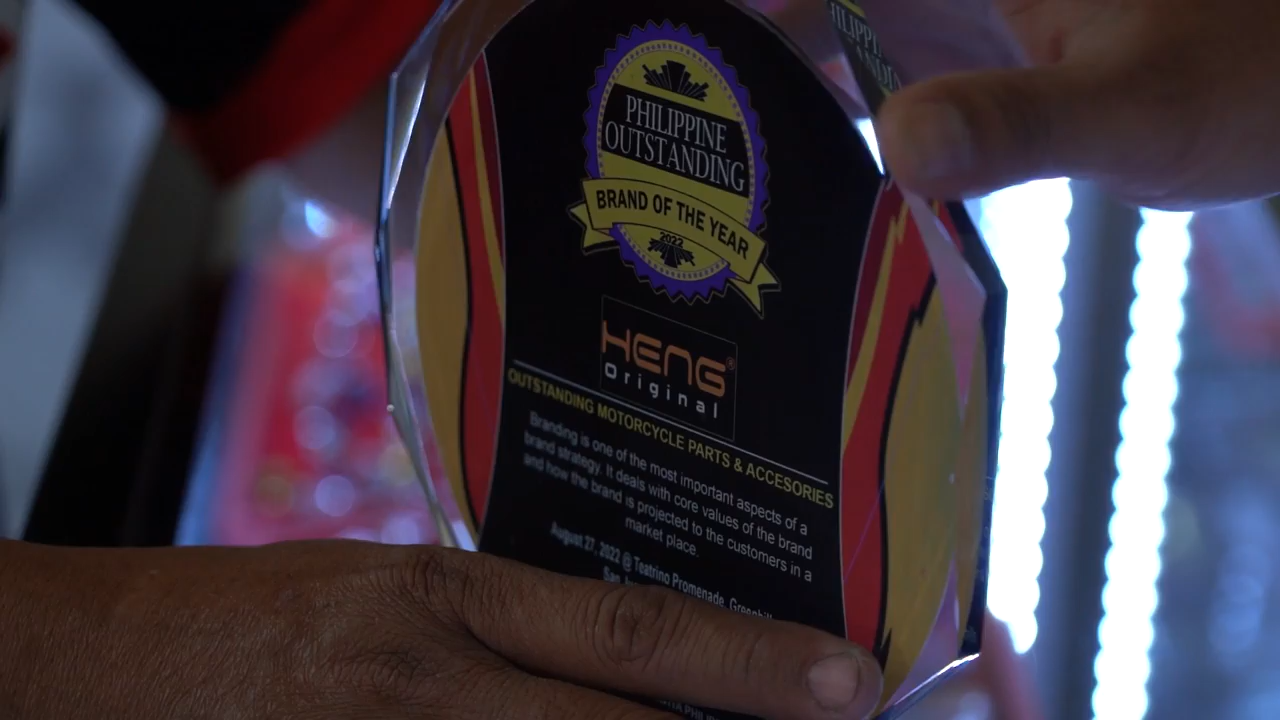 PHILIPPINE
OUTSTANDING
BRAND OF THE YEAR
2022
HENG®
Original
OUTSTANDING MOTORCYCLE PARTS & ACCESORIES
Branding is one of the most important aspects of a
brand strategy. It deals with core values of the brand
and how the brand is projected to the customers in a
market place.
August 27, 2022 @ Teatrino Promenade,
San